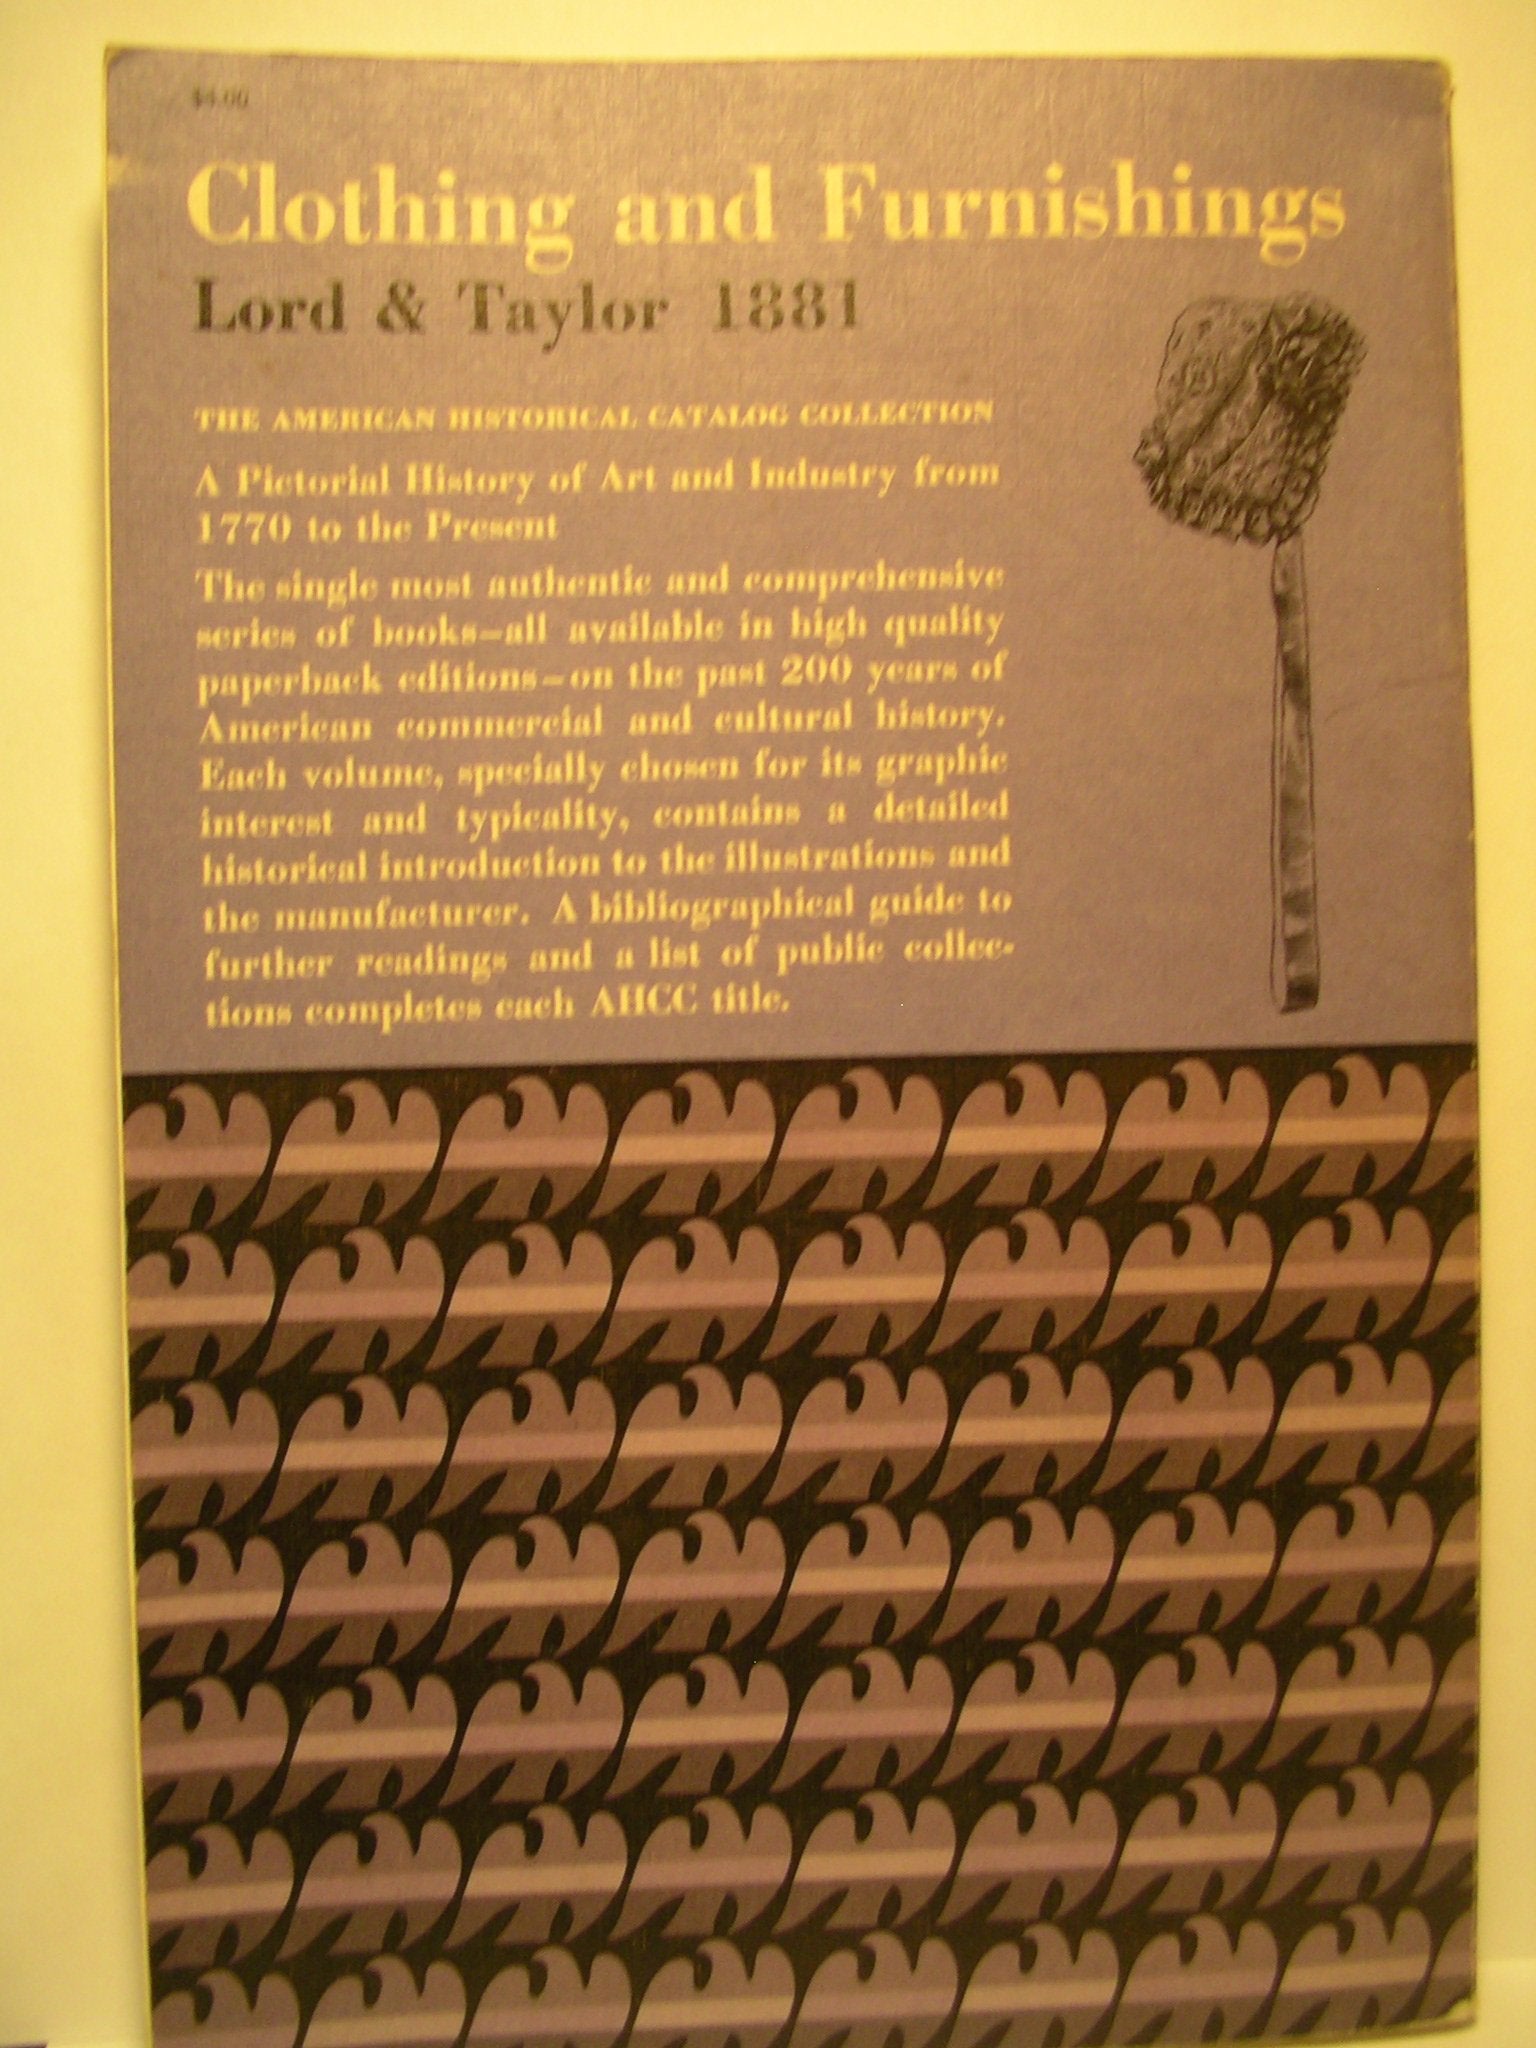 Clothing and Furnishings
Lord & Taylor 1881
THE AMERICAN HISTORICAL CATALOG COLLECTION
A Pictorial History of Art and Industry from
1770 to the Present
The single most authentic and comprehensive
series of books—all available in high quality
paperback editions—on the past 200 years of
American commercial and cultural history.
Each volume, specially chosen for its graphic
interest and typicality, contains a detailed
historical introduction to the illustrations and
the manufacturer. A bibliographical guide to
further readings and a list of public collec-
tions completes each AHCC title.